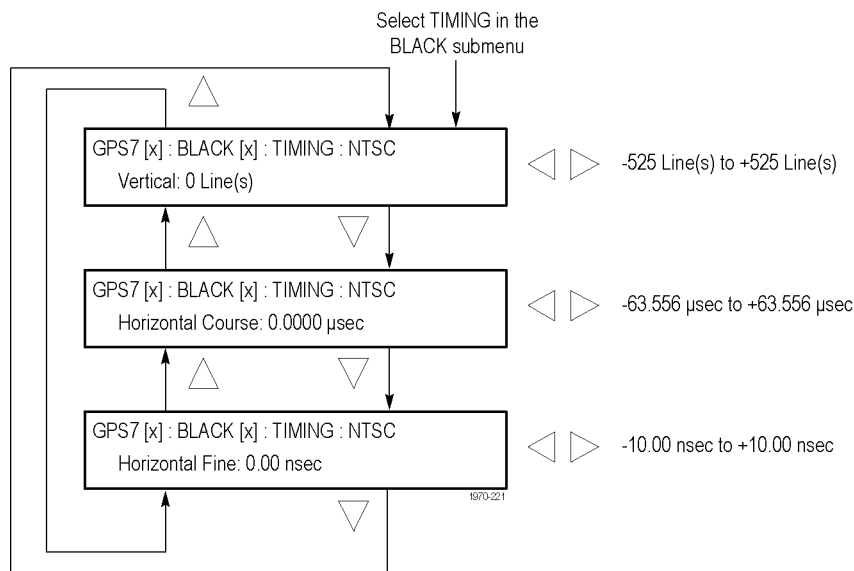 Select TIMING in the
BLACK submenu
GPS7 [x] : BLACK [x] : TIMING : NTSC
Vertical: 0 Line(s)
-525 Line(s) to +525 Line(s)
GPS7 [x] : BLACK [x] : TIMING : NTSC
Horizontal Course: 0.0000 µsec
-63.556 µsec to +63.556 µsec
GPS7 [x] : BLACK [x] : TIMING : NTSC
Horizontal Fine: 0.00 nsec
-10.00 nsec to +10.00 nsec
1970-221